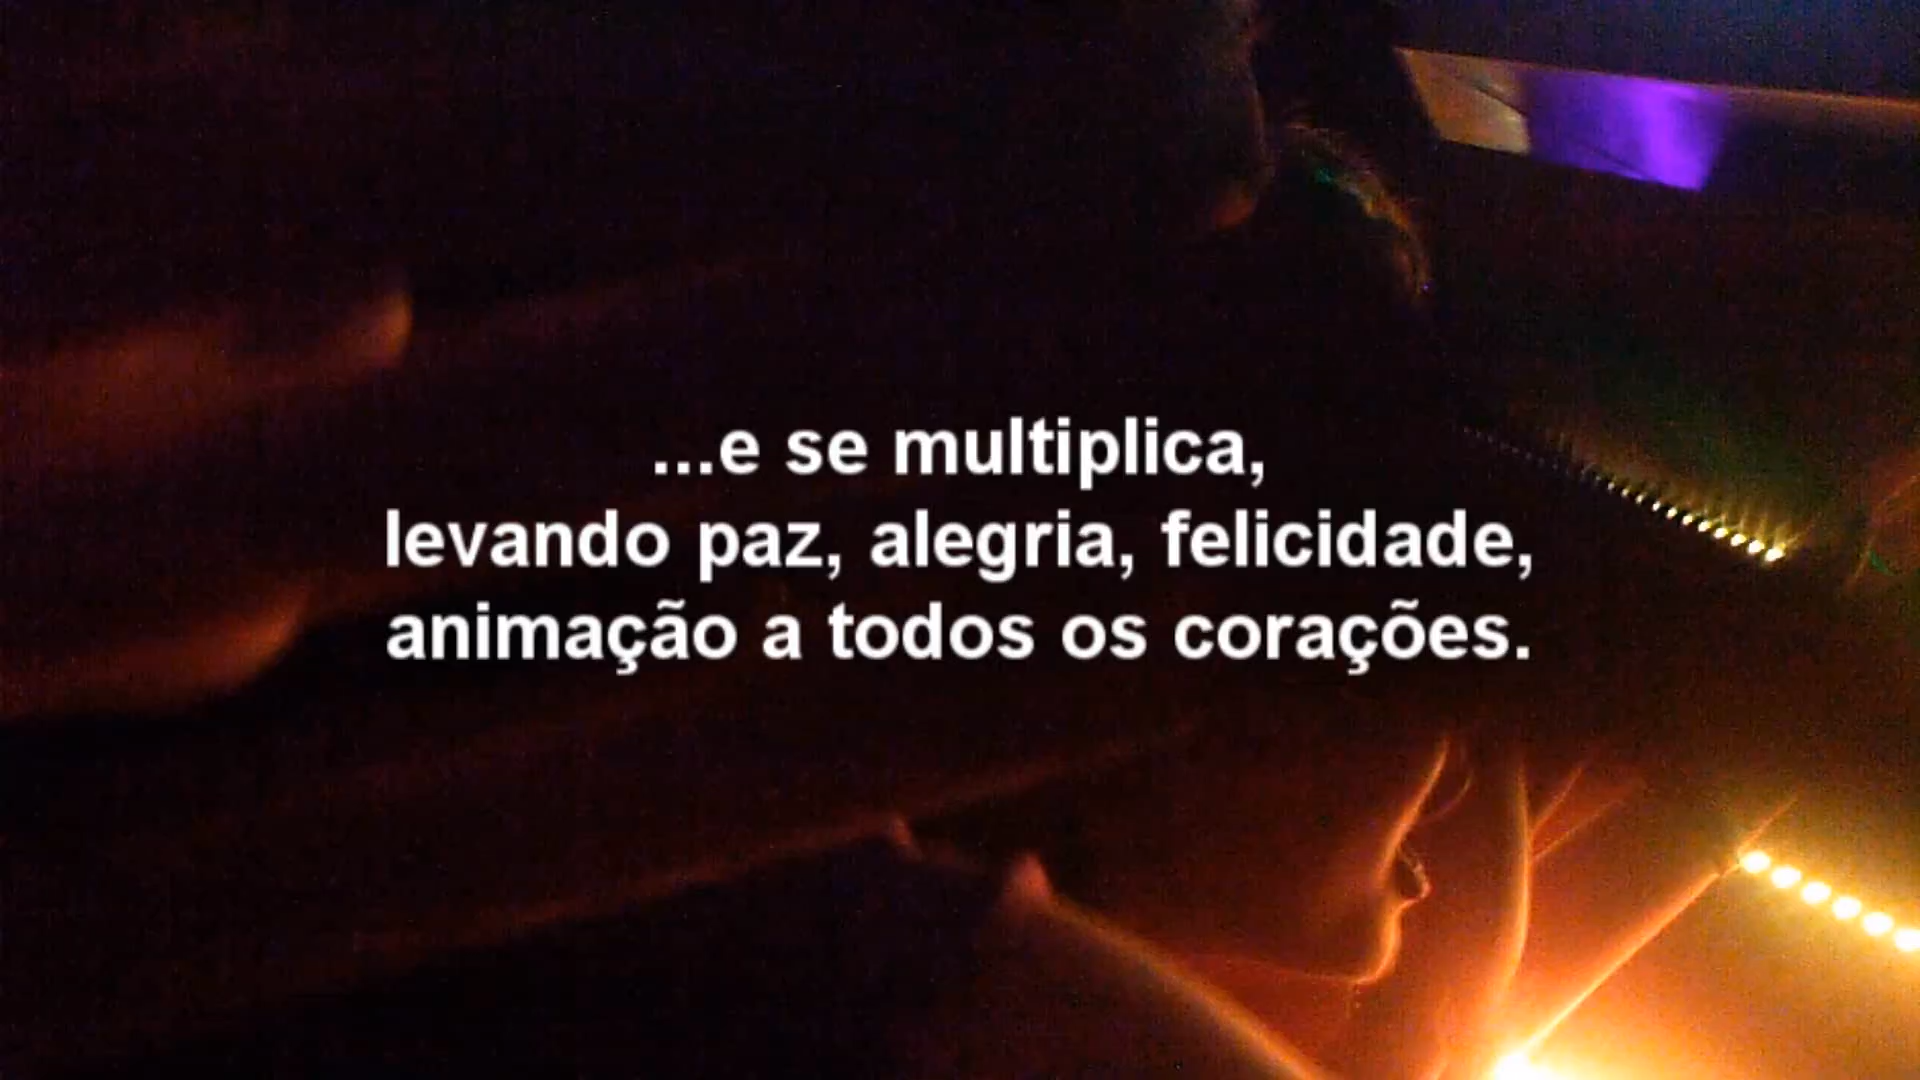 ...e se multiplica,
levando paz, alegria, felicidade,
animação a todos os corações.